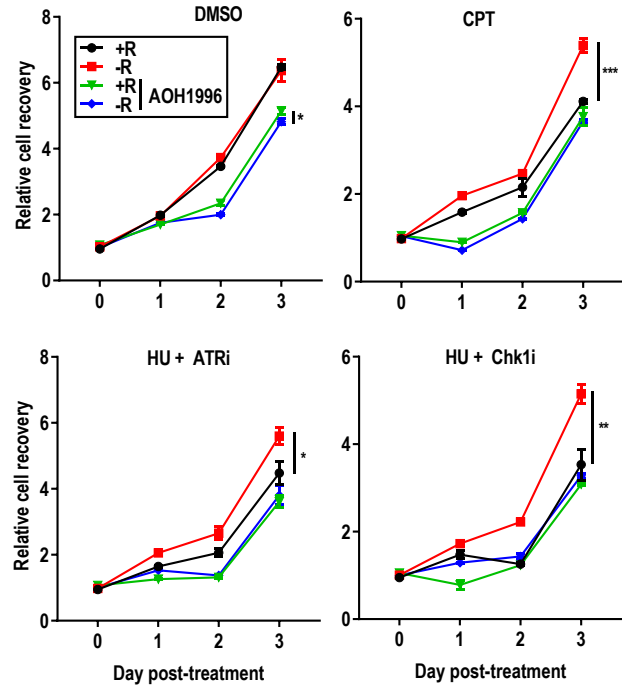 DMSO
CPT
8
6
4
2
0
+R
-R
+R
-R
AOH1996
*
6
4
2
0
***
Relative cell recovery
0 1 2 3
0 1 2 3
HU + ATRi
HU + Chk1i
8
6
4
2
0
*
6
4
2
0
**
Relative cell recovery
0 1 2 3
0 1 2 3
Day post-treatment
Day post-treatment